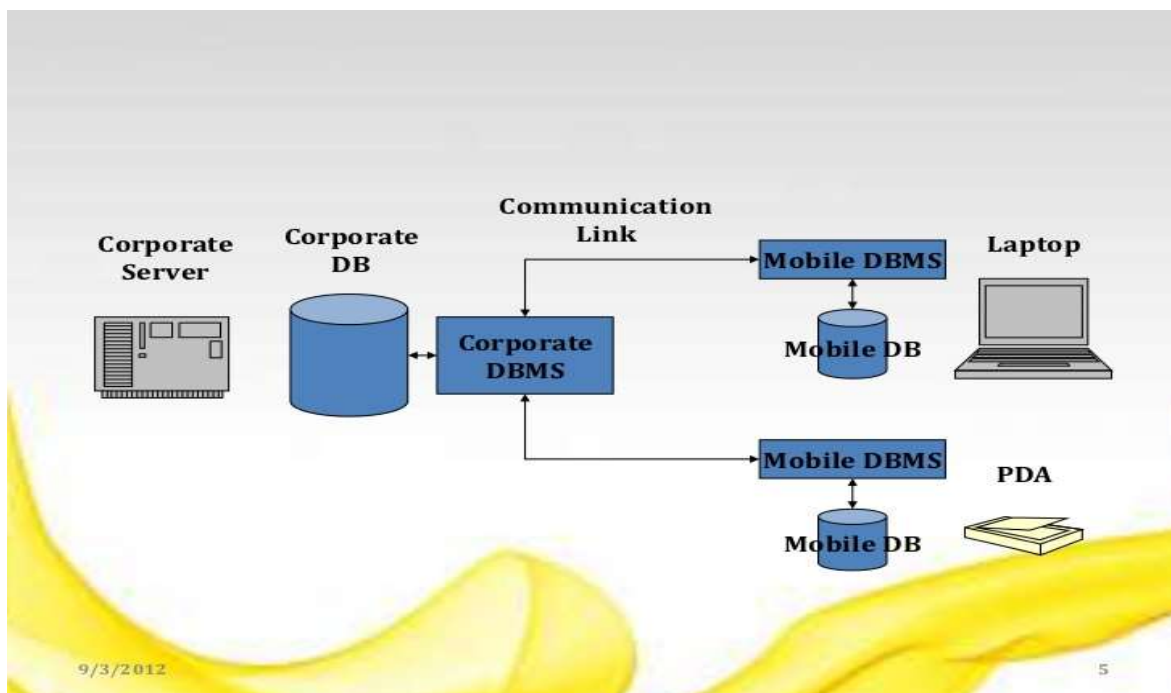 Communication
Link
Corporate
Server
Corporate
DB
Mobile DBMS
Laptop
Corporate
DBMS
Mobile DB
Mobile DBMS
PDA
Mobile DB
9/3/2012
5